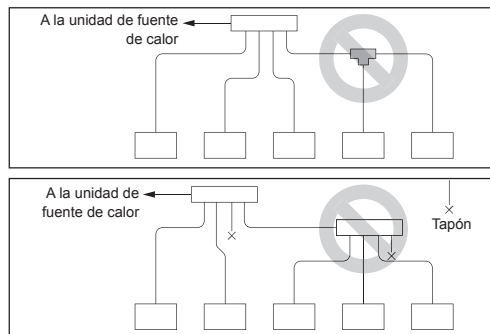 A la unidad de fuente
de calor
A la unidad de
fuente de calor
Tapón